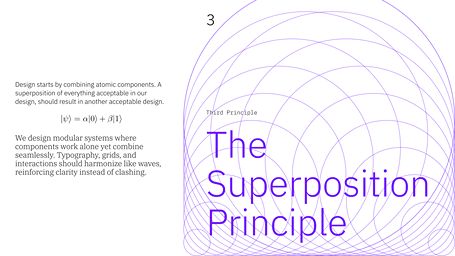 3
Design starts by combining atomic components. A
superposition of everything acceptable in our
design, should result in another acceptable design.
|ψ⟩ = α|0⟩ + β|1⟩
We design modular systems where
components work alone yet combine
seamlessly. Typography, grids, and
interactions should harmonize like waves,
reinforcing clarity instead of clashing.
Third Principle
The
Superposition
Principle